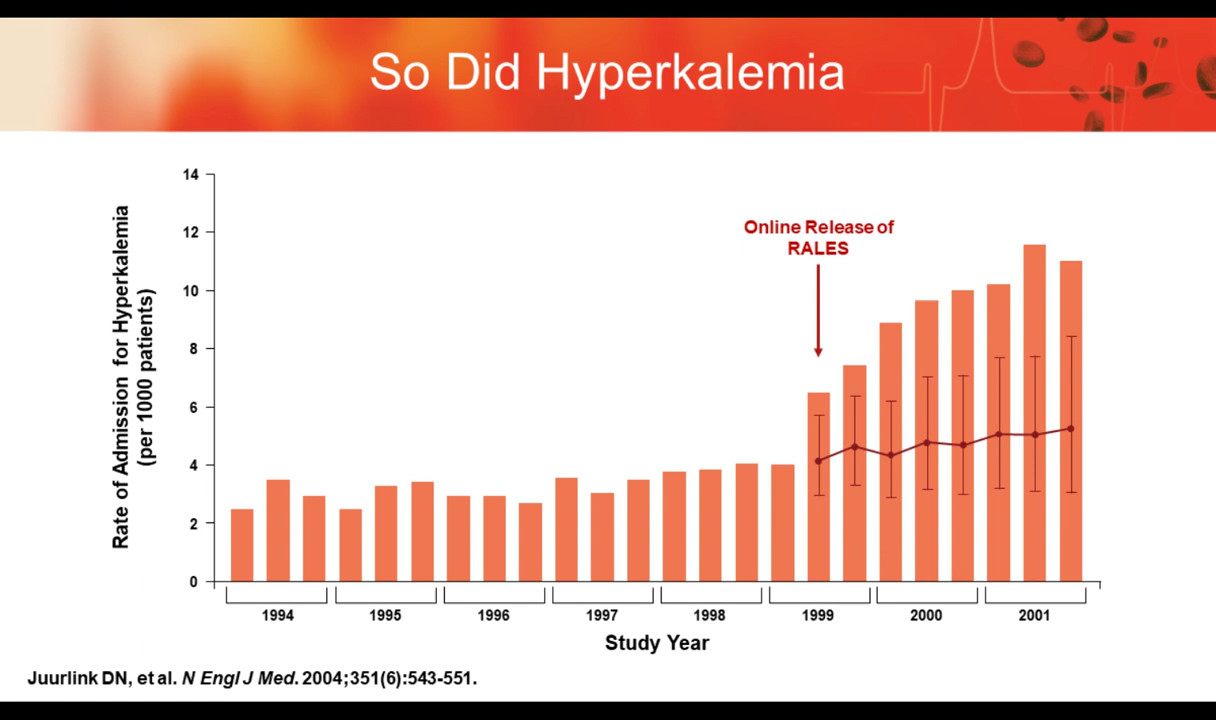 So Did Hyperkalemia
Rate of Admission for Hyperkalemia
(per 1000 patients)
14
12
10
8
6
4
2
0
Online Release of
RALES
1994 1995 1996 1997 1998 1999 2000 2001
Study Year
Juurlink DN, et al. N Engl J Med. 2004;351(6):543-551.